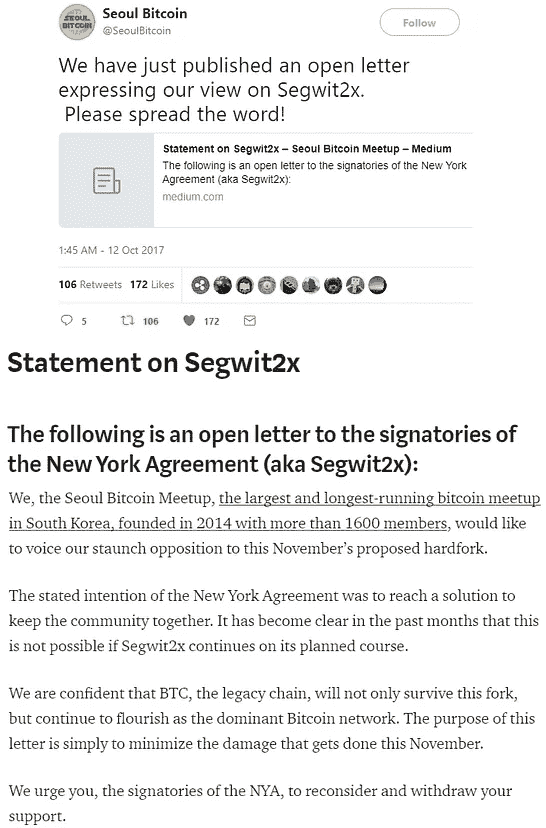 SEOUL
BITCOIN
Seoul Bitcoin
@SeoulBitcoin
Follow
We have just published an open letter
expressing our view on Segwit2x.
Please spread the word!
Statement on Segwit2x – Seoul Bitcoin Meetup – Medium
The following is an open letter to the signatories of the New York
Agreement (aka Segwit2x):
medium.com
1:45 AM - 12 Oct 2017
106 Retweets 172 Likes
5 106 172
Statement on Segwit2x
The following is an open letter to the signatories of
the New York Agreement (aka Segwit2x):
We, the Seoul Bitcoin Meetup, the largest and longest-running bitcoin meetup
in South Korea, founded in 2014 with more than 1600 members, would like
to voice our staunch opposition to this November's proposed hardfork.
The stated intention of the New York Agreement was to reach a solution to
keep the community together. It has become clear in the past months that this
is not possible if Segwit2x continues on its planned course.
We are confident that BTC, the legacy chain, will not only survive this fork,
but continue to flourish as the dominant Bitcoin network. The purpose of this
letter is simply to minimize the damage that gets done this November.
We urge you, the signatories of the NYA, to reconsider and withdraw your
support.